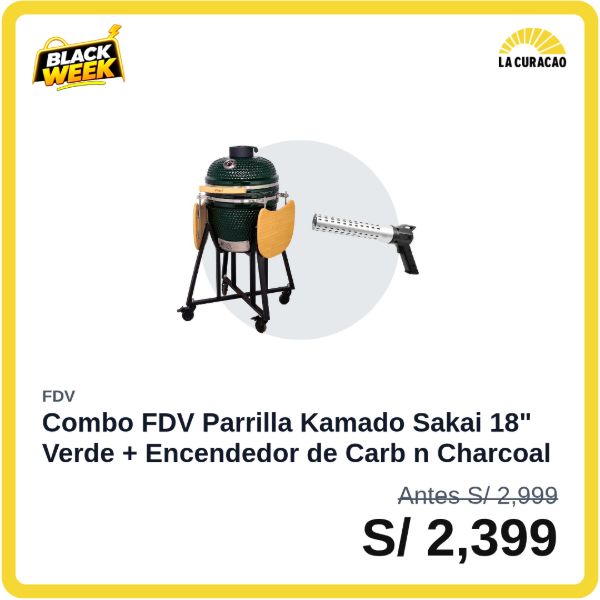 BLACK
WEEK
LA CURACAO
FDV
Combo FDV Parrilla Kamado Sakai 18"
Verde + Encendedor de Carb n Charcoal
Antes S/ 2,999
S/ 2,399